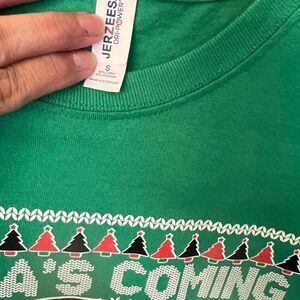 JERZEES
DRI-POWER
S
A'S COMING